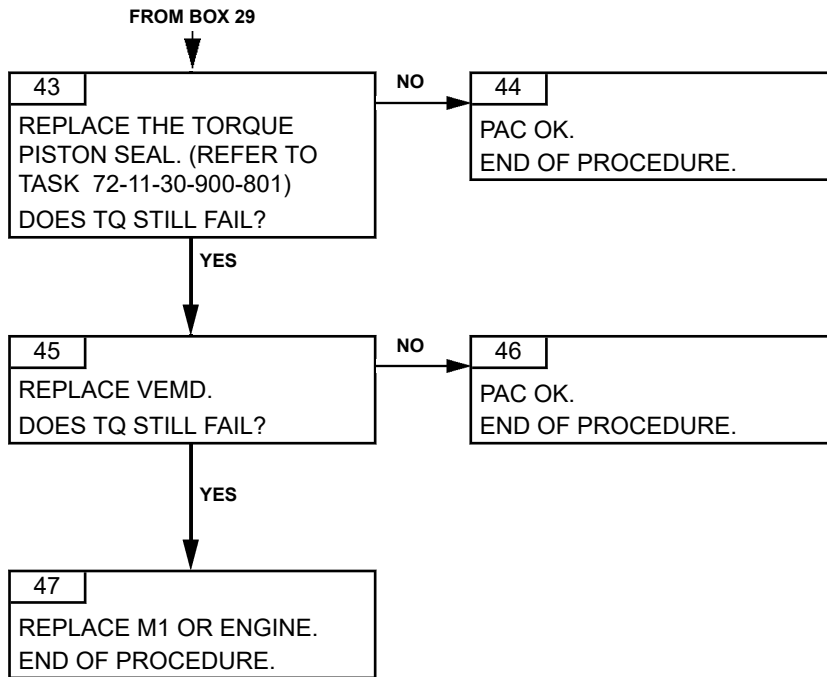 FROM BOX 29
43
REPLACE THE TORQUE
PISTON SEAL. (REFER TO
TASK 72-11-30-900-801)
DOES TQ STILL FAIL?
NO
44
PAC OK.
END OF PROCEDURE.
YES
45
REPLACE VEMD.
DOES TQ STILL FAIL?
NO
46
PAC OK.
END OF PROCEDURE.
YES
47
REPLACE M1 OR ENGINE.
END OF PROCEDURE.